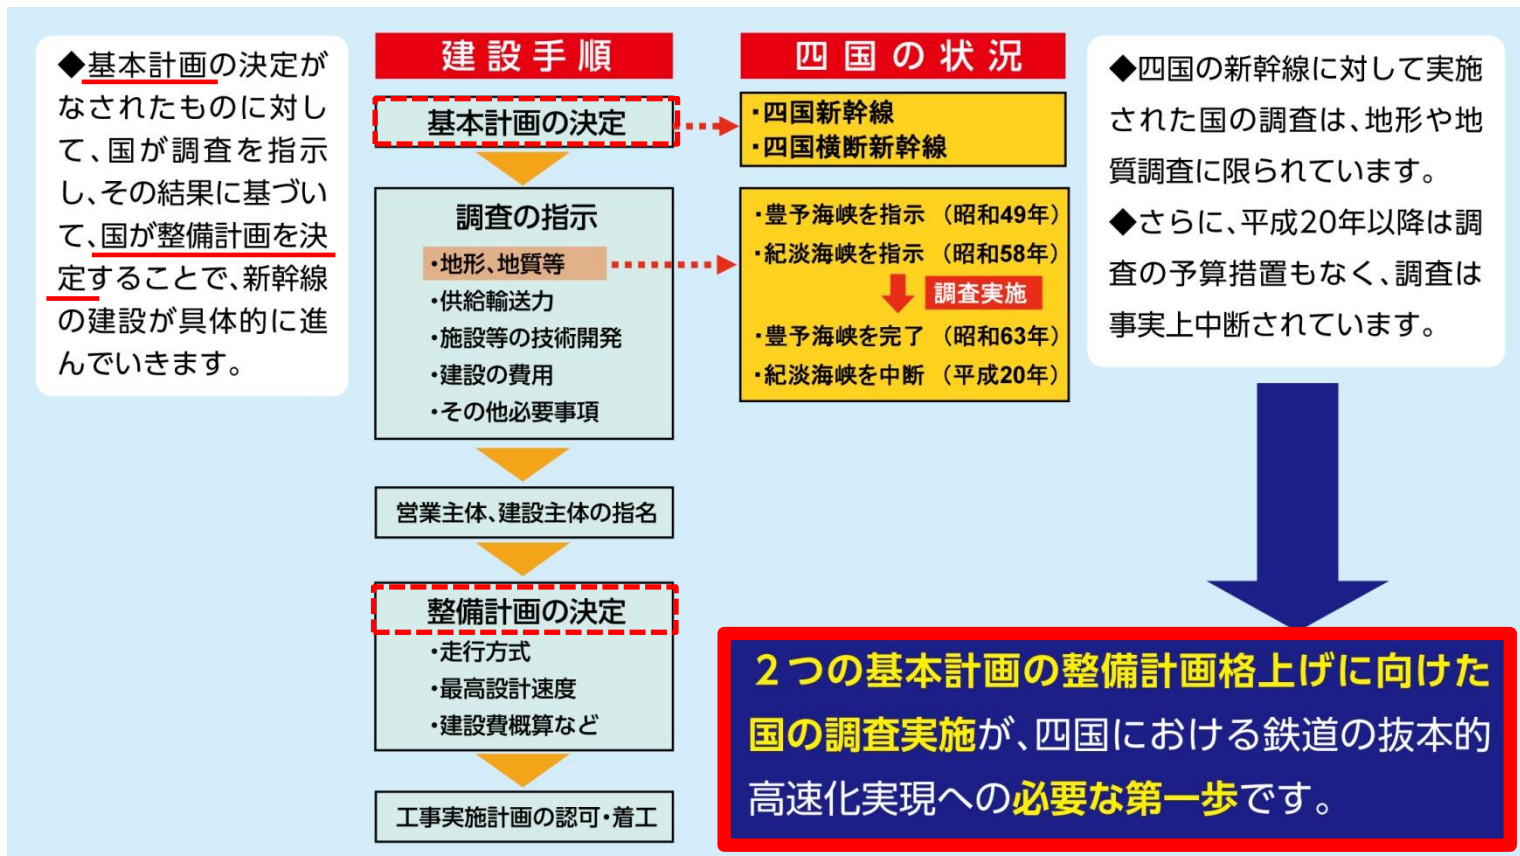 ◆基本計画の決定が
なされたものに対し
て、国が調査を指示
し、その結果に基づい
て、国が整備計画を決
定することで、新幹線
の建設が具体的に進
んでいきます。
建設手順
基本計画の決定
調査の指示
・地形、地質等
・供給輸送力
・施設等の技術開発
・建設の費用
・その他必要事項
営業主体、建設主体の指名
整備計画の決定
・走行方式
・最高設計速度
・建設費概算など
工事実施計画の認可・着工
四国の状況
・四国新幹線
・四国横断新幹線
・豊予海峡を指示 (昭和49年)
・紀淡海峡を指示 (昭和58年)
調査実施
・豊予海峡を完了 (昭和63年)
・紀淡海峡を中断 (平成20年)
◆四国の新幹線に対して実施
された国の調査は、地形や地
質調査に限られています。
◆さらに、平成20年以降は調
査の予算措置もなく、調査は
事実上中断されています。
２つの基本計画の整備計画格上げに向けた
国の調査実施が、四国における鉄道の抜本的
高速化実現への必要な第一歩です。